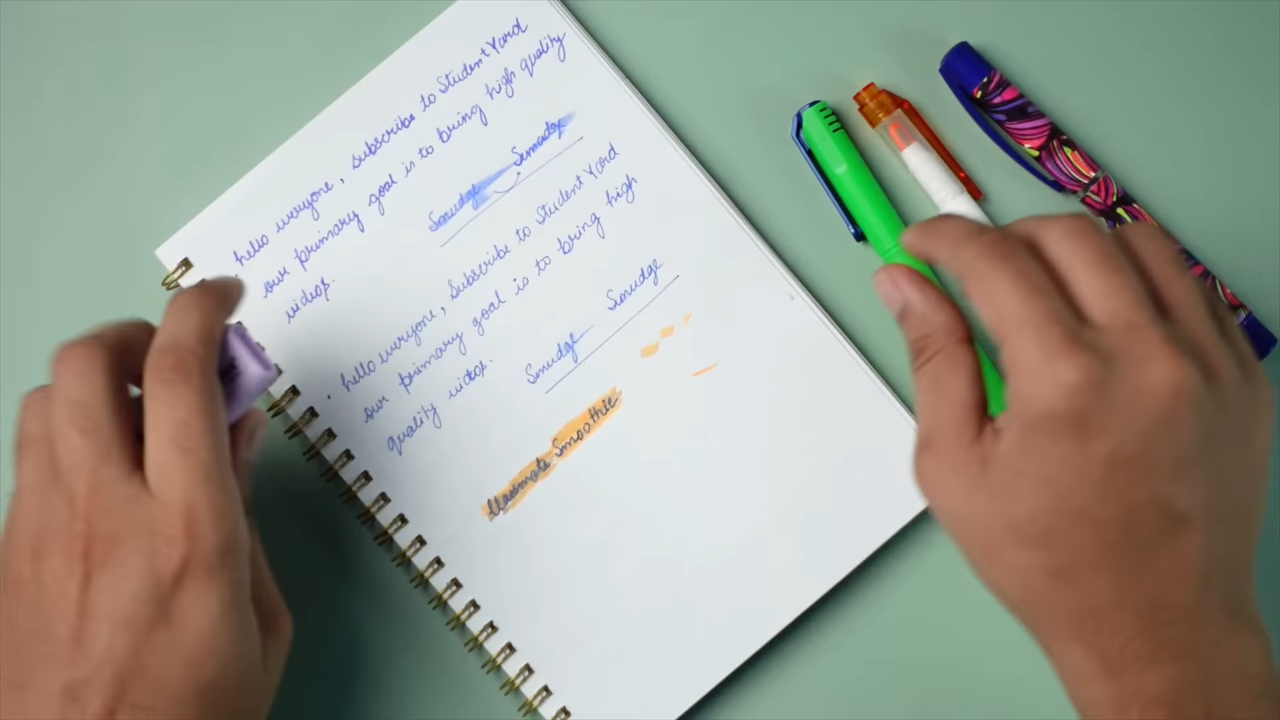 hello everyone, subscribe to Student Yard
our primary goal is to bring high quality
videos.
Smudge Smudge
• hello everyone, Subscribe to Student Yard
our primary goal is to bring high
quality videos.
Smudge Smudge
Classmate Smoothie